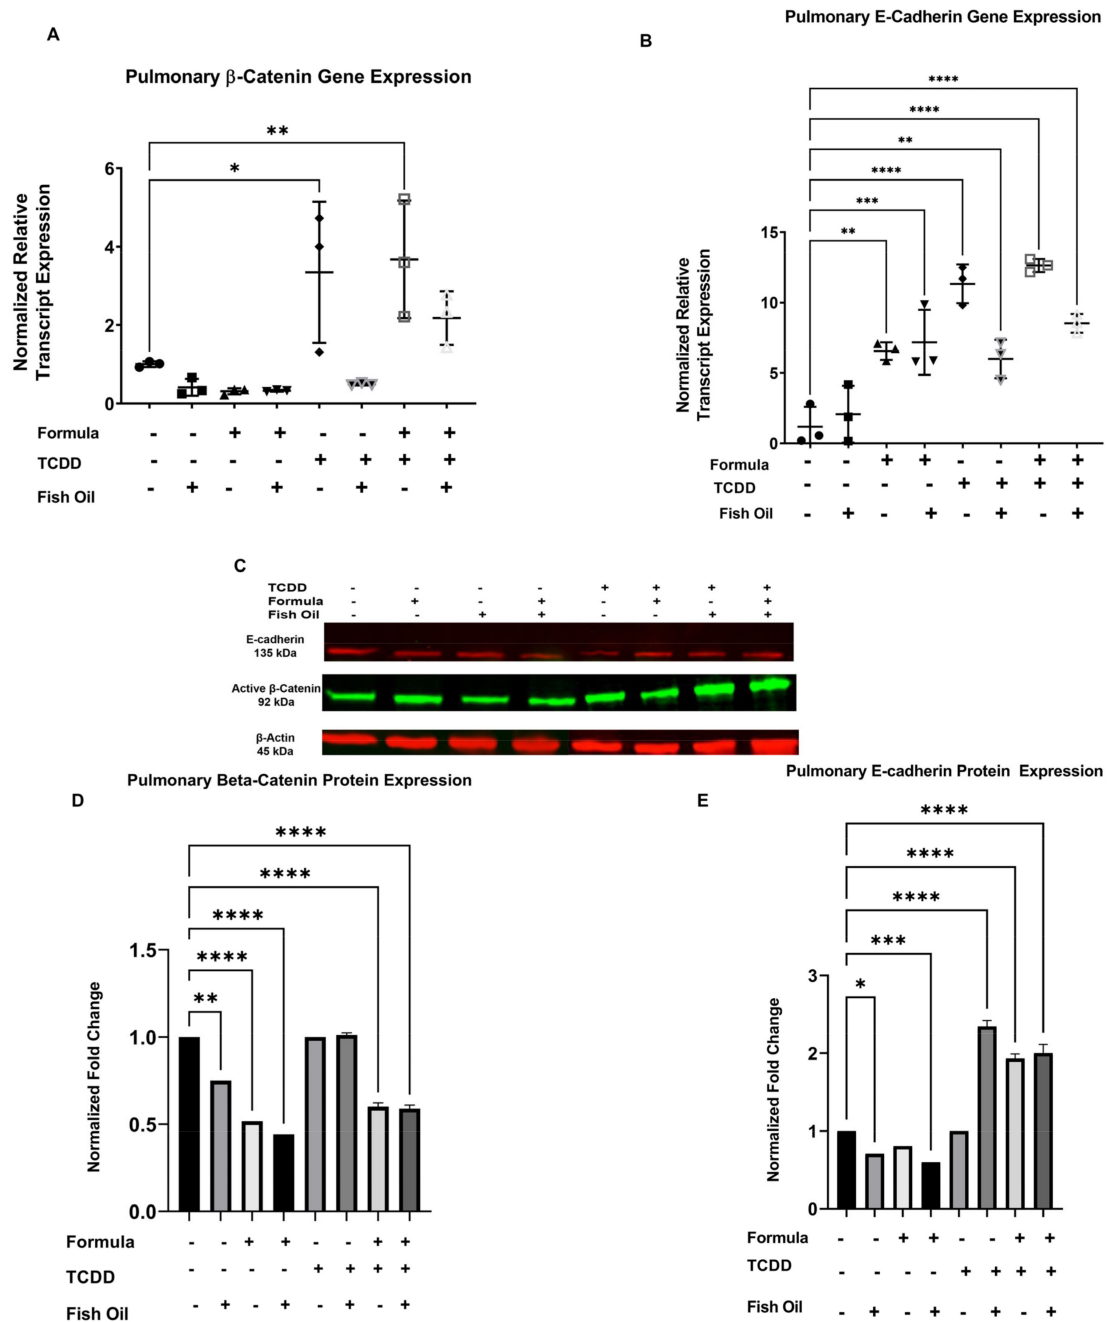 A
Pulmonary β-Catenin Gene Expression
**
*
Normalized Relative
Transcript Expression
6
4
2
0
Formula - - + + - - + +
TCDD - - - - + + + +
Fish Oil - + - + - + - +
Pulmonary E-Cadherin Gene Expression
B
****
****
**
****
***
**
Normalized Relative
Transcript Expression
15
10
5
0
Formula - - + + - - + +
TCDD - - - - + + + +
Fish Oil - + - + - + - +
C
TCDD - - - - + + + +
Formula - + - + - + - +
Fish Oil - - + + - - + +
E-cadherin
135 kDa
Active β-Catenin
92 kDa
β-Actin
45 kDa
Pulmonary Beta-Catenin Protein Expression
D
****
****
****
****
**
Normalized Fold Change
1.5
1.0
0.5
0.0
Formula - - + + - - + +
TCDD - - - - + + + +
Fish Oil - + - + - + - +
Pulmonary E-cadherin Protein Expression
E
****
****
****
***
*
Normalized Fold Change
3
2
1
0
Formula - - + + - - + +
TCDD - - - - + + + +
Fish Oil - + - + - + - +